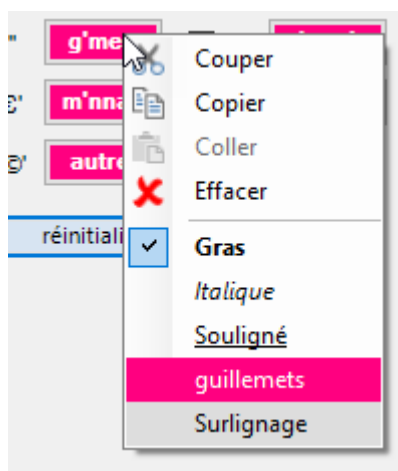 g'me
Couper
m'nna
Copier
Coller
autre
Effacer
réinitiali
Gras
Italique
Souligné
guillemets
Surlignage